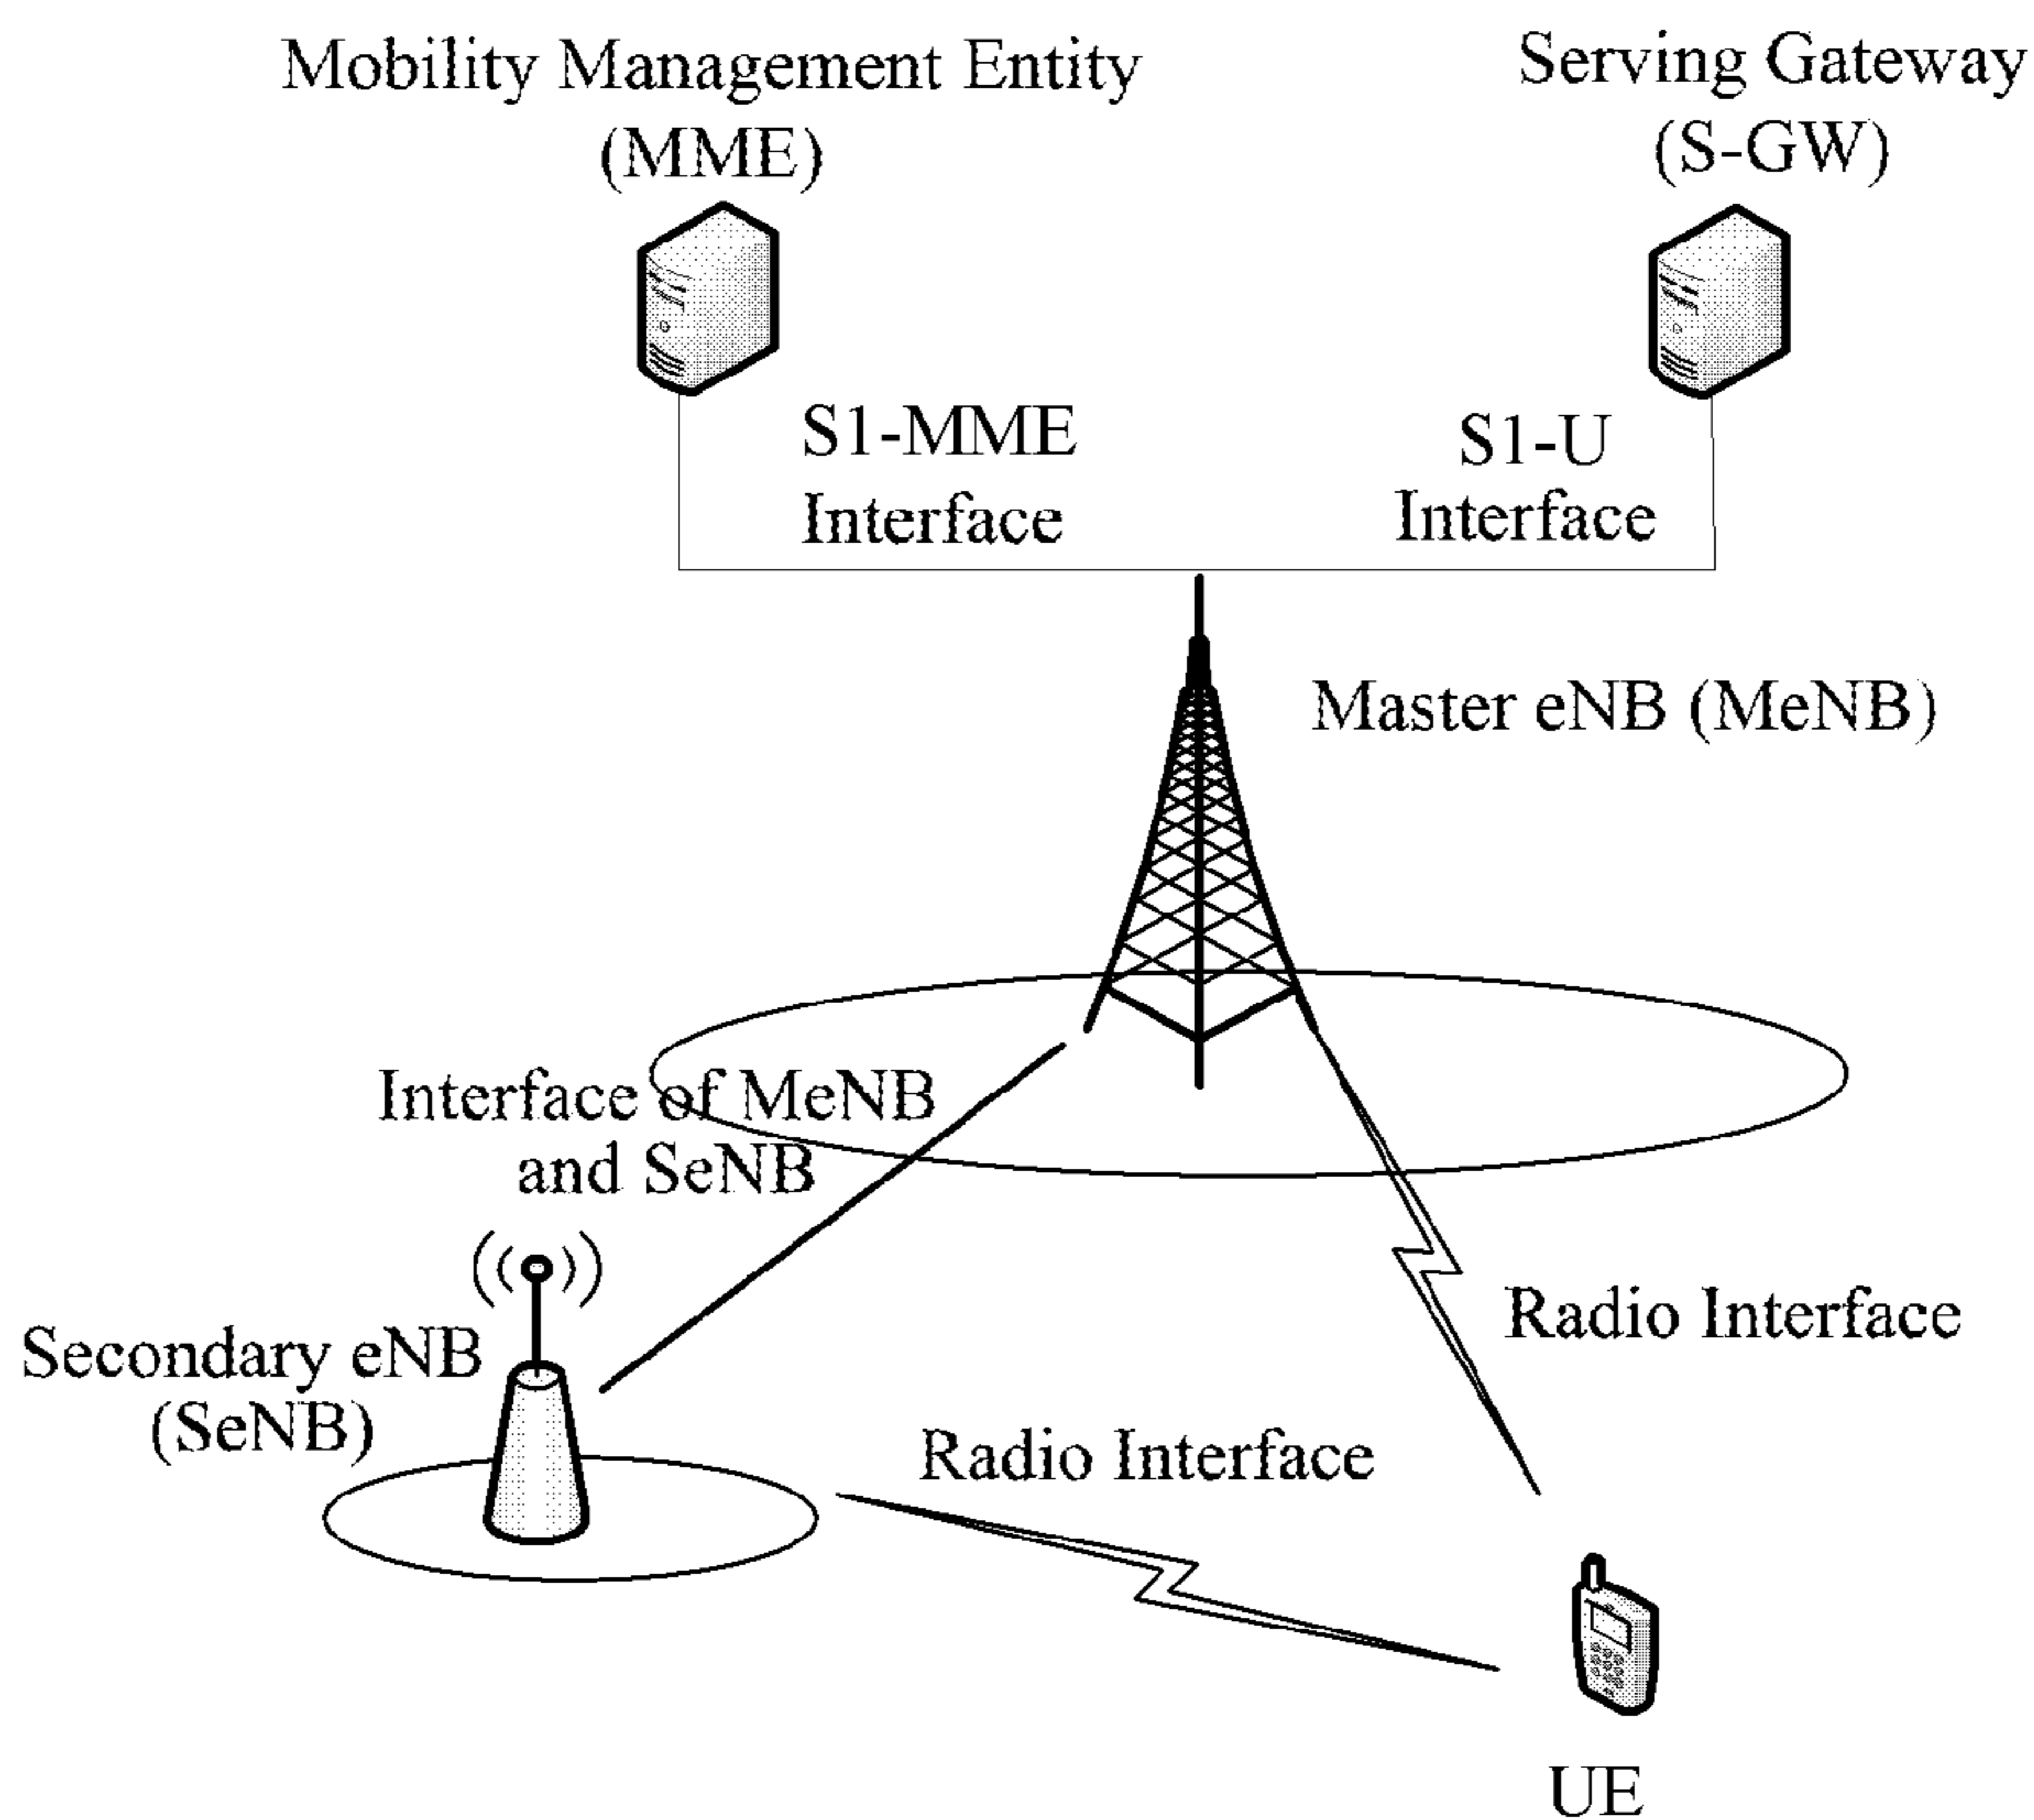 Mobility Management Entity
(MME)
Serving Gateway
(S-GW)
S1-MME
Interface
S1-U
Interface
Master eNB (MeNB)
Interface of MeNB
and SeNB
Secondary eNB
(SeNB)
Radio Interface
Radio Interface
UE